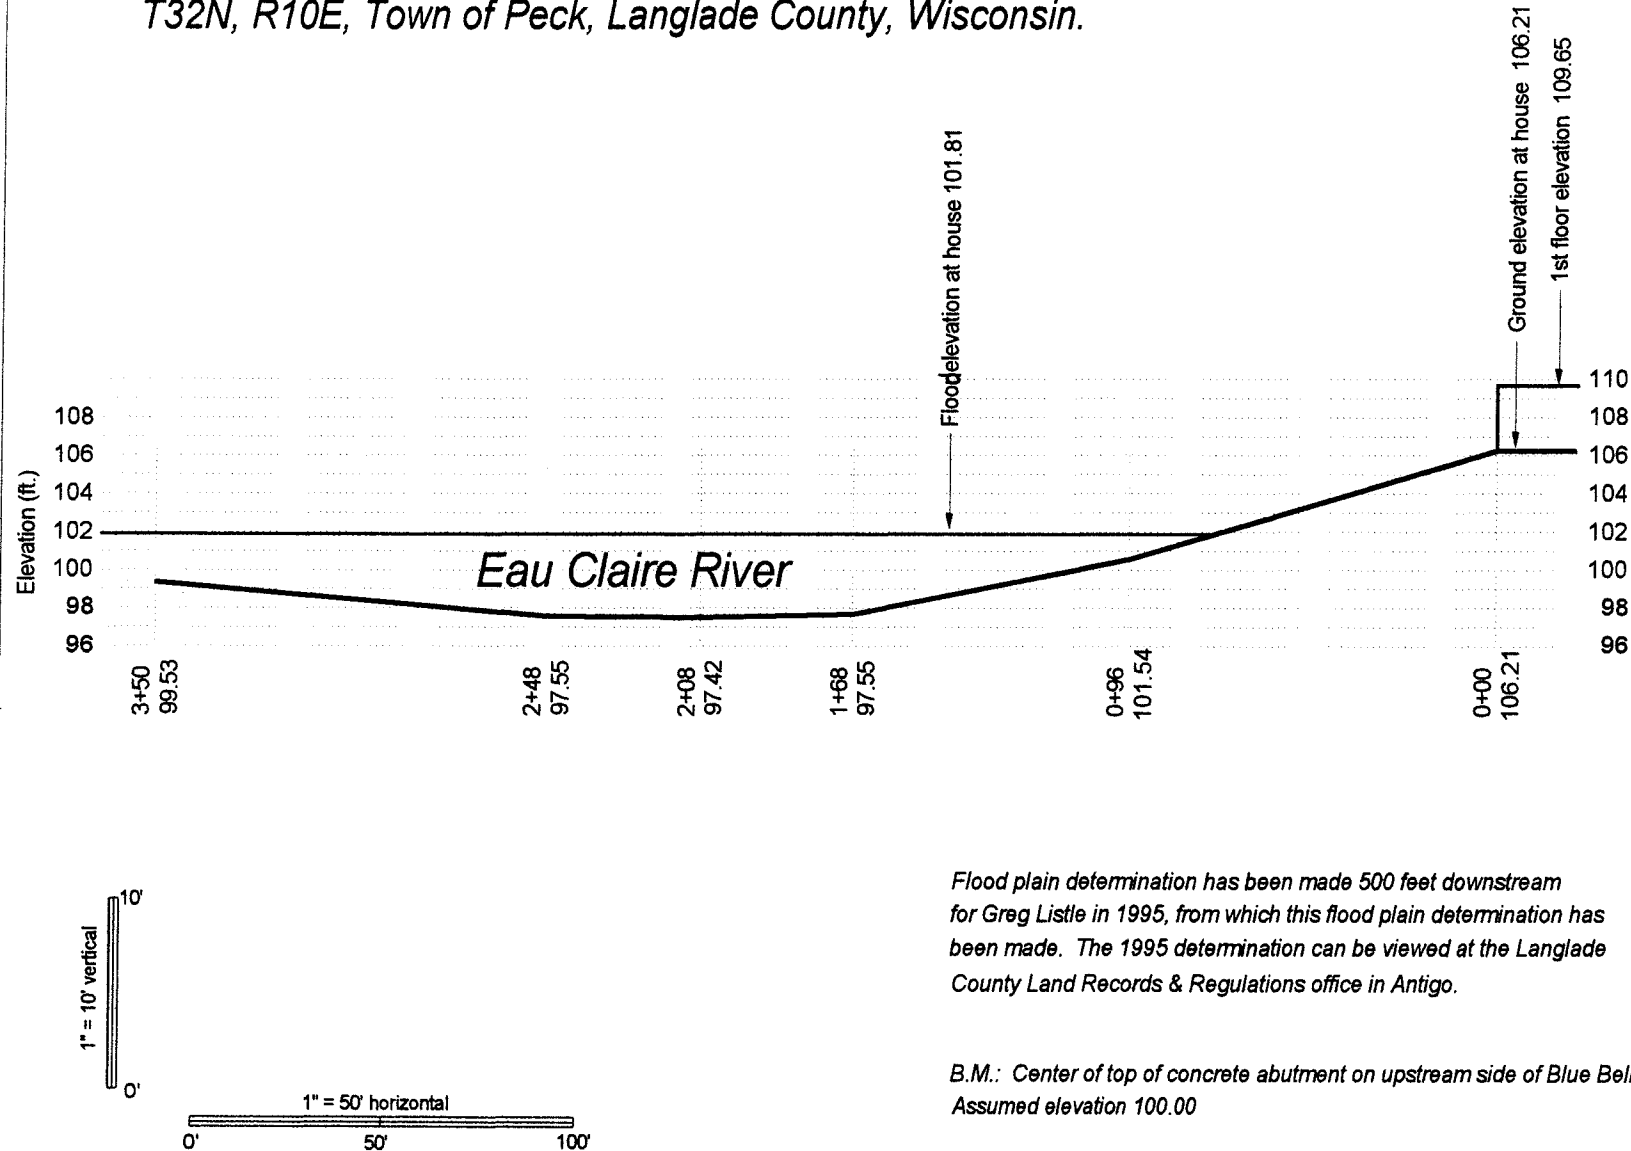 T32N, R10E, Town of Peck, Langlade County, Wisconsin.
Ground elevation at house 106.21
1st floor elevation 109.65
Flood elevation at house 101.81
110
108
106
104
102
100
98
96
Elevation (ft.)
108
106
104
102
100
98
96
Eau Claire River
3+50
99.53
2+48
97.55
2+08
97.42
1+68
97.55
0+96
101.54
0+00
106.21
10'
1" = 10' vertical
0'
1" = 50' horizontal
0' 50' 100'
Flood plain determination has been made 500 feet downstream
for Greg Listle in 1995, from which this flood plain determination has
been made. The 1995 determination can be viewed at the Langlade
County Land Records & Regulations office in Antigo.
B.M.: Center of top of concrete abutment on upstream side of Blue Bell
Assumed elevation 100.00